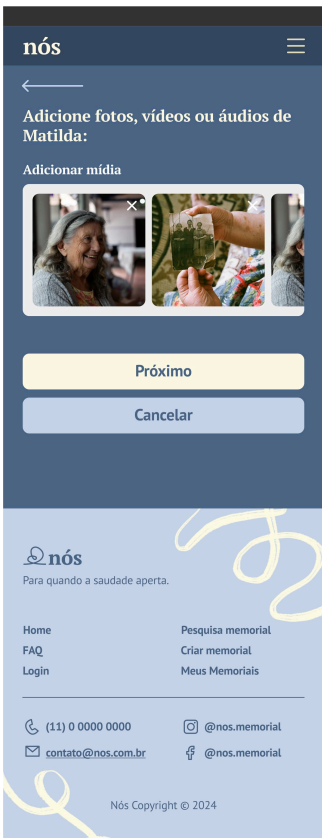 nós
Adicione fotos, vídeos ou áudios de
Matilda:
Adicionar mídia
Próximo
Cancelar
nós
Para quando a saudade aperta.
Home
Pesquisa memorial
FAQ
Criar memorial
Login
Meus Memoriais
(11) 0 0000 0000
@nos.memorial
contato@nos.com.br
@nos.memorial
Nós Copyright © 2024